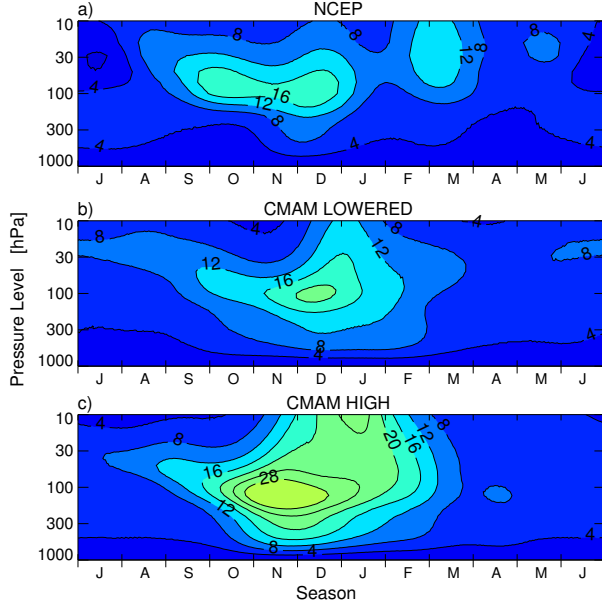 a) NCEP
10
30
100
300
1000
4 8 12 8 4
4 12 16 8 4 4
J A S O N D J F M A M J
b) CMAM LOWERED
10
30
100
300
1000
8 4 8 12 4 8
12 16
8
4
J A S O N D J F M A M J
Pressure Level [hPa]
c) CMAM HIGH
10
30
100
300
1000
4 8 20 16 12 8
16 28
12 4
8 4 4
J A S O N D J F M A M J
Season